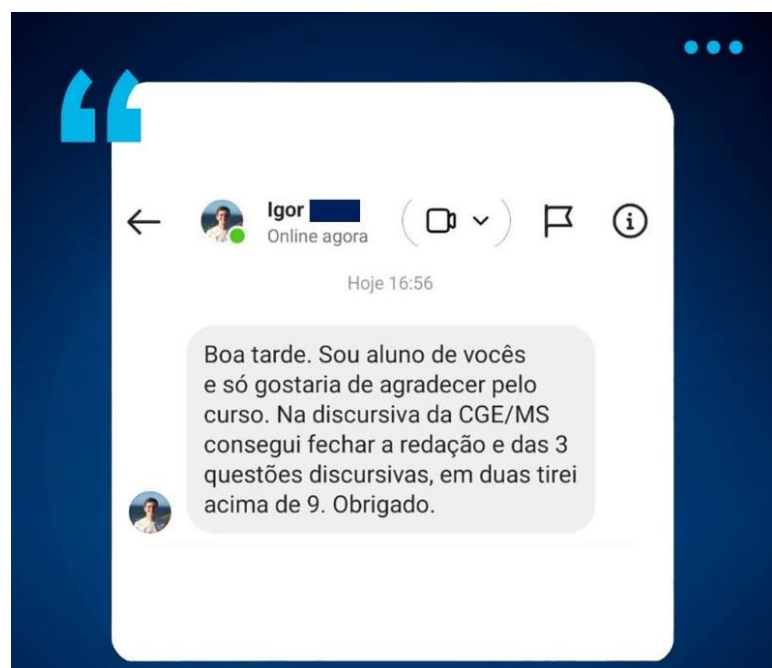 Igor
Online agora
Hoje 16:56
Boa tarde. Sou aluno de vocês
e só gostaria de agradecer pelo
curso. Na discursiva da CGE/MS
consegui fechar a redação e das 3
questões discursivas, em duas tirei
acima de 9. Obrigado.